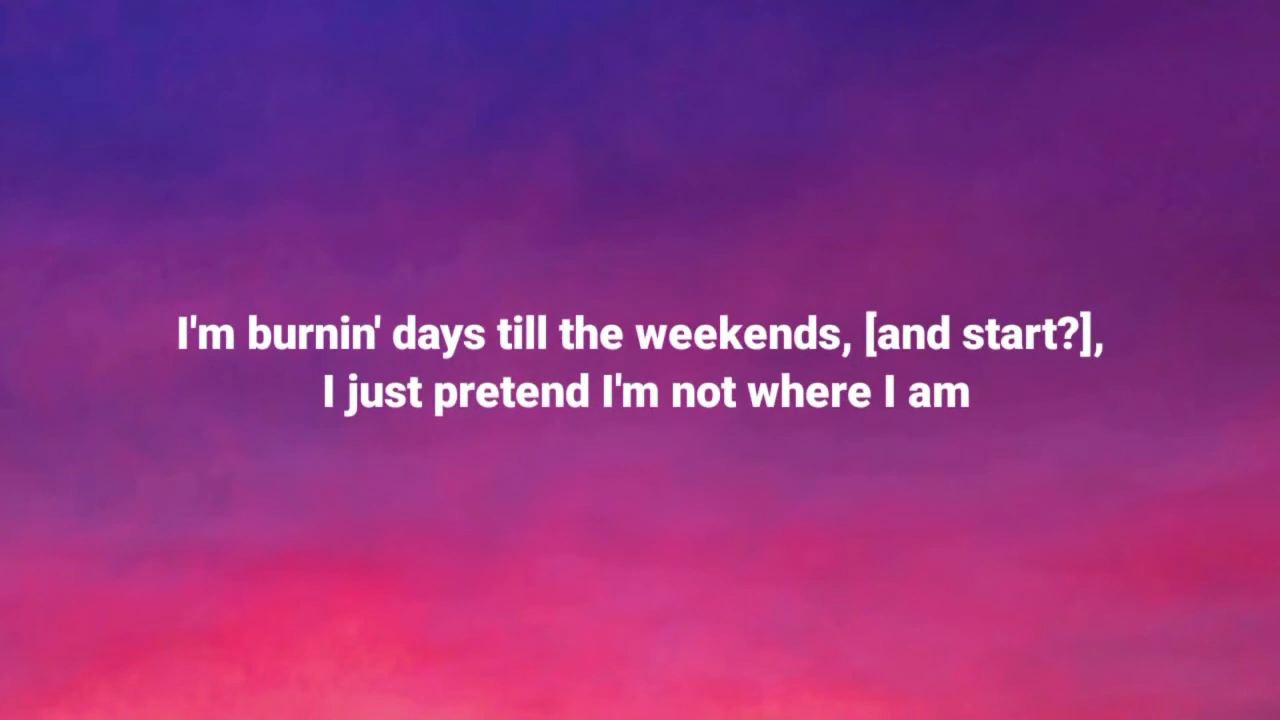 I'm burnin' days till the weekends, [and start?],
I just pretend I'm not where I am